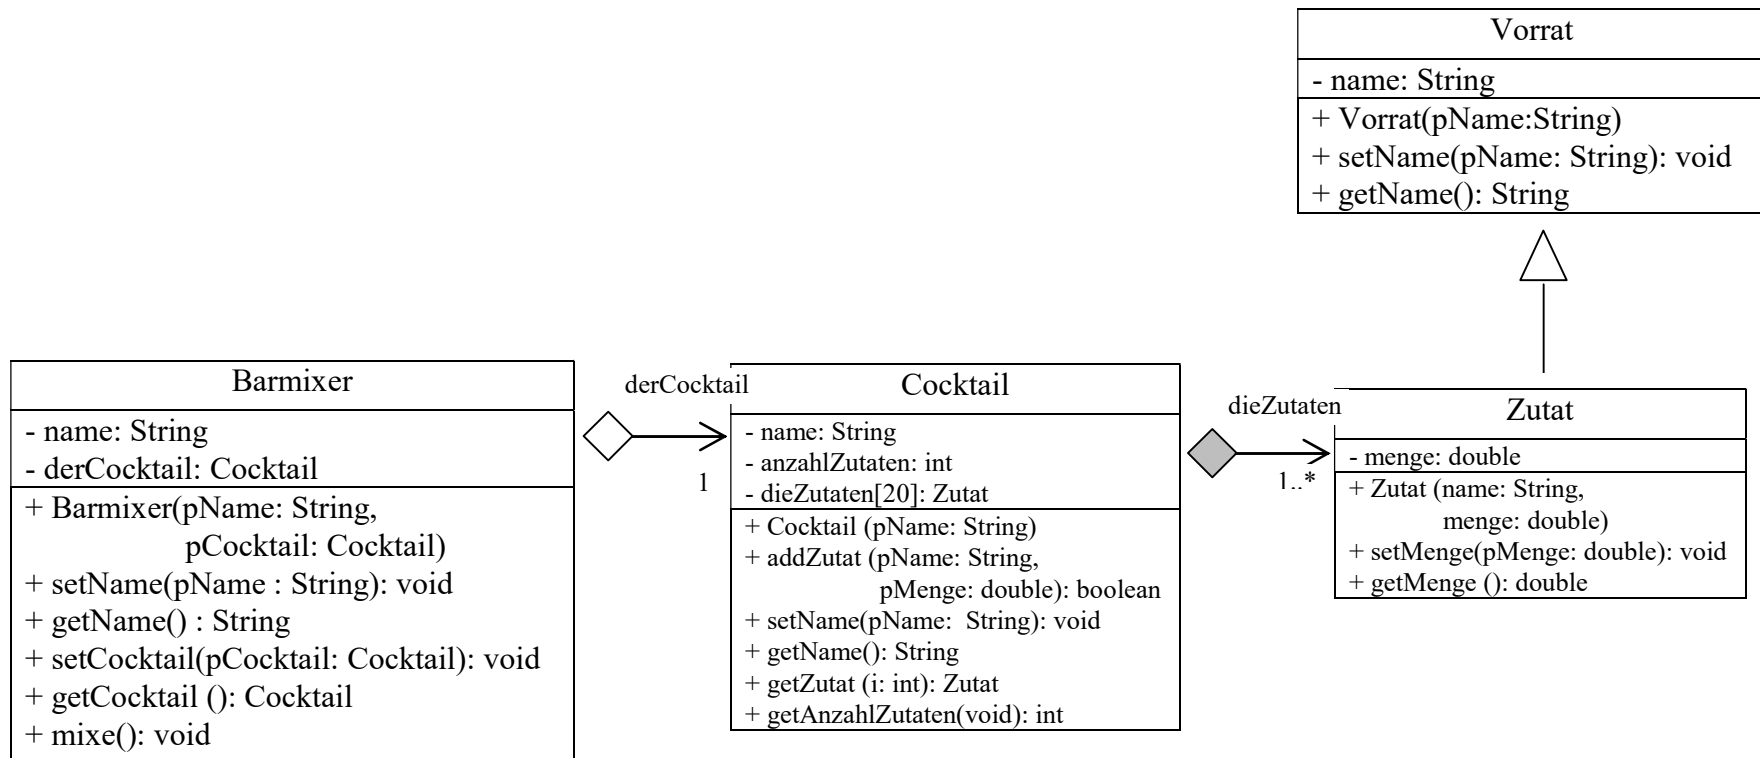 Vorrat
- name: String
+ Vorrat(pName:String)
+ setName(pName: String): void
+ getName(): String
Barmixer
- name: String
- derCocktail: Cocktail
+ Barmixer(pName: String,
pCocktail: Cocktail)
+ setName(pName : String): void
+ getName() : String
+ setCocktail(pCocktail: Cocktail): void
+ getCocktail (): Cocktail
+ mixe(): void
derCocktail
1
Cocktail
- name: String
- anzahlZutaten: int
- dieZutaten[20]: Zutat
+ Cocktail (pName: String)
+ addZutat (pName: String,
pMenge: double): boolean
+ setName(pName:  String): void
+ getName(): String
+ getZutat (i: int): Zutat
+ getAnzahlZutaten(void): int
dieZutaten
1..*
Zutat
- menge: double
+ Zutat (name: String,
menge: double)
+ setMenge(pMenge: double): void
+ getMenge (): double